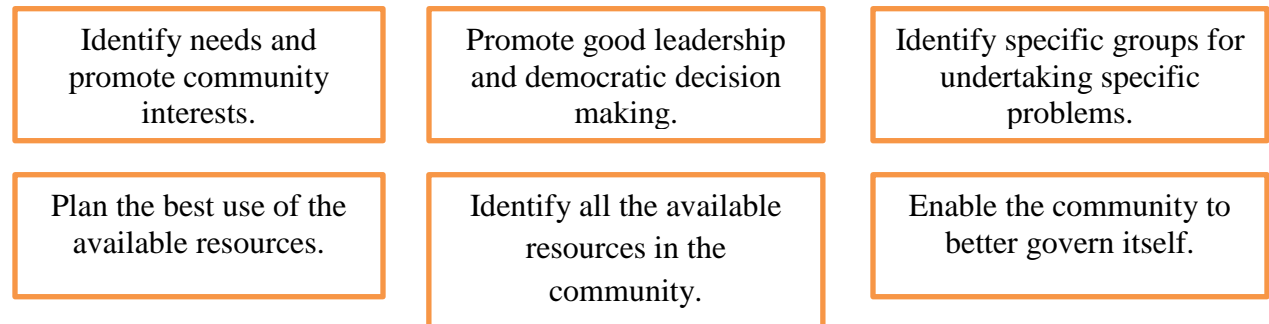 Identify needs and
promote community
interests.
Promote good leadership
and democratic decision
making.
Identify specific groups for
undertaking specific
problems.
Plan the best use of the
available resources.
Identify all the available
resources in the
community.
Enable the community to
better govern itself.